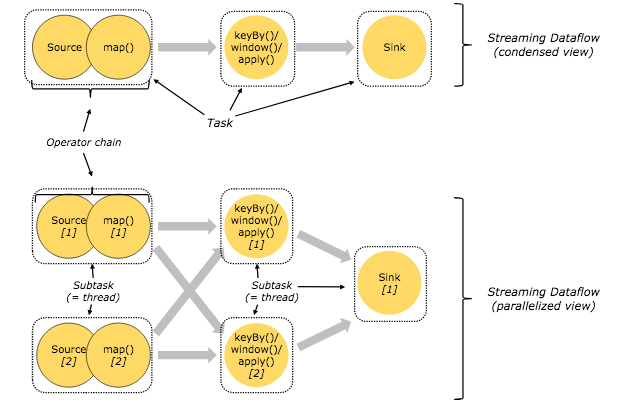 Source
map()
keyBy()/
window()/
apply()
Sink
Streaming Dataflow
(condensed view)
Task
Operator chain
Source
[1]
map()
[1]
keyBy()/
window()/
apply()
[1]
Subtask
(= thread)
Subtask
(= thread)
Sink
[1]
Streaming Dataflow
(parallelized view)
Source
[2]
map()
[2]
keyBy()/
window()/
apply()
[2]